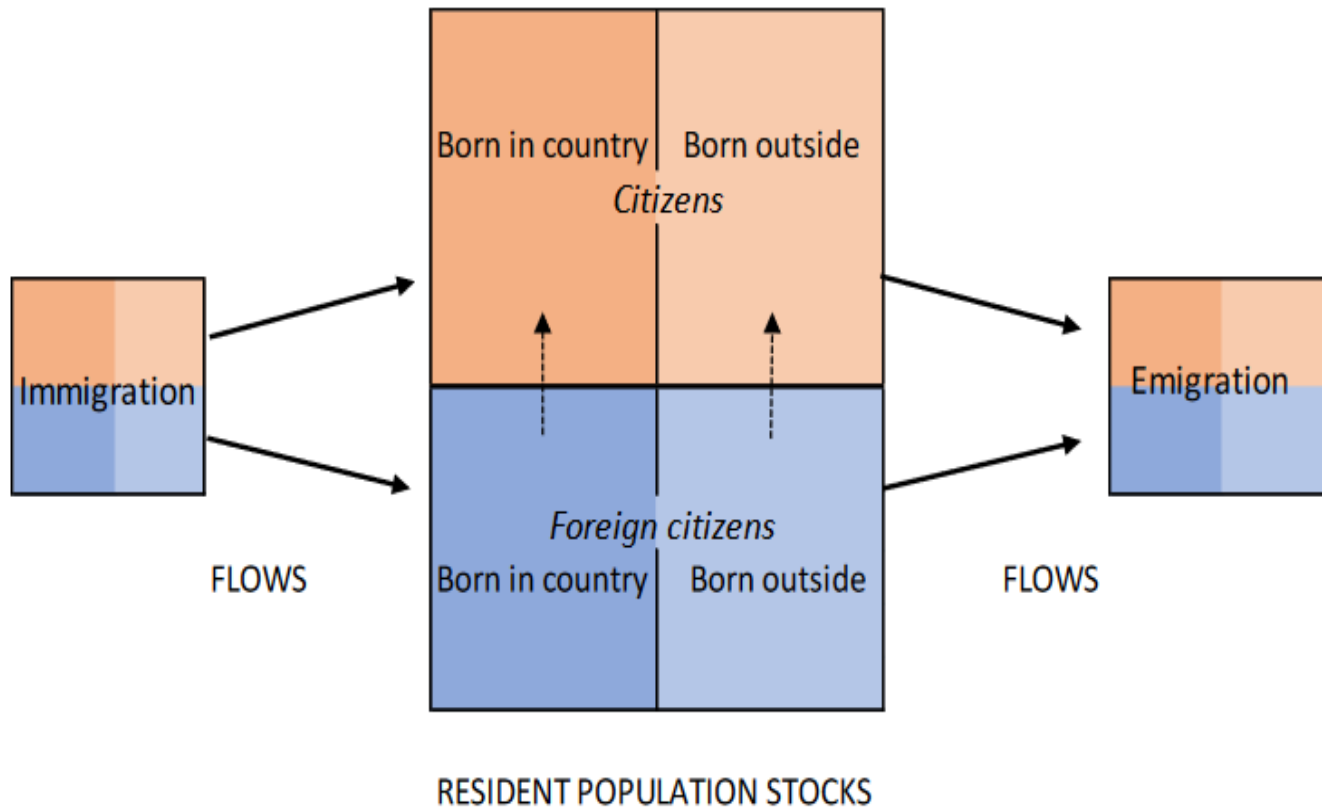 Born in country
Born outside
Citizens
Immigration
Emigration
Foreign citizens
Born in country
Born outside
FLOWS
FLOWS
RESIDENT POPULATION STOCKS